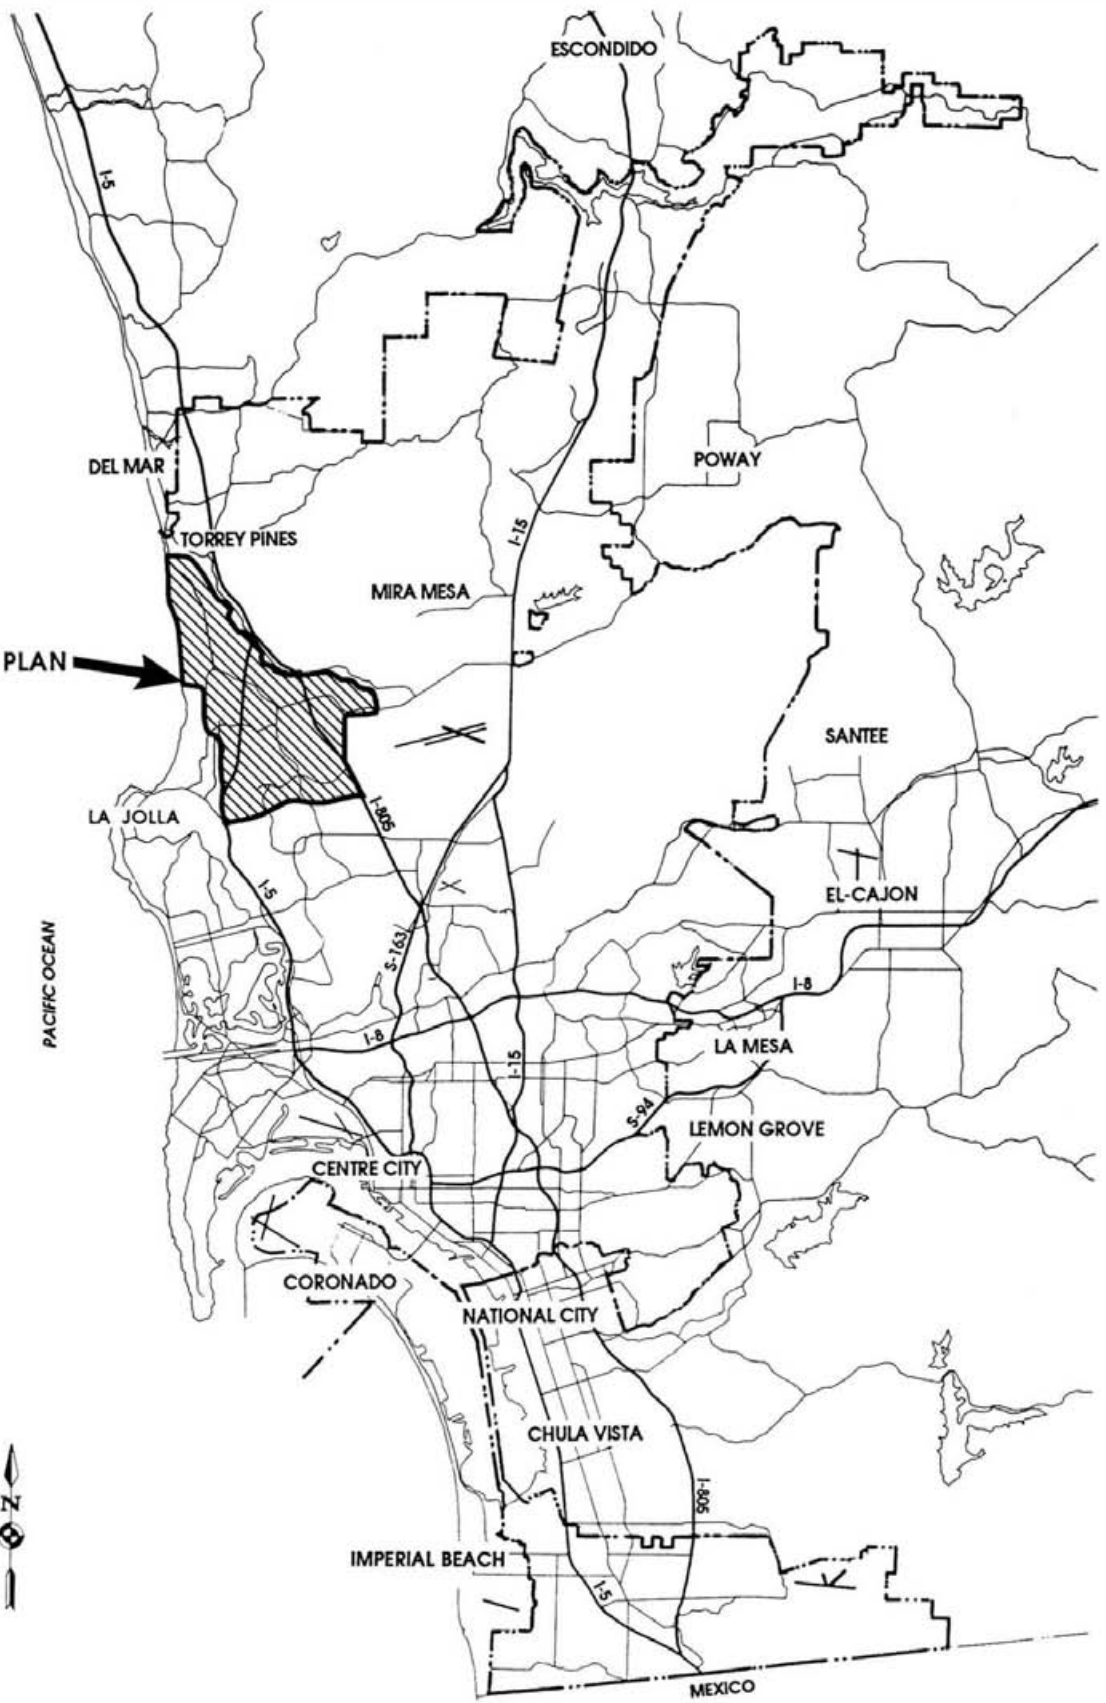 ESCONDIDO
I-5
DEL MAR
POWAY
TORREY PINES
I-15
MIRA MESA
PLAN
SANTEE
LA JOLLA
I-805
EL-CAJON
I-5
S-163
PACIFIC OCEAN
I-8
I-8
LA MESA
I-15
S-94
LEMON GROVE
CENTRE CITY
CORONADO
NATIONAL CITY
CHULA VISTA
I-805
N
IMPERIAL BEACH
I-5
MEXICO